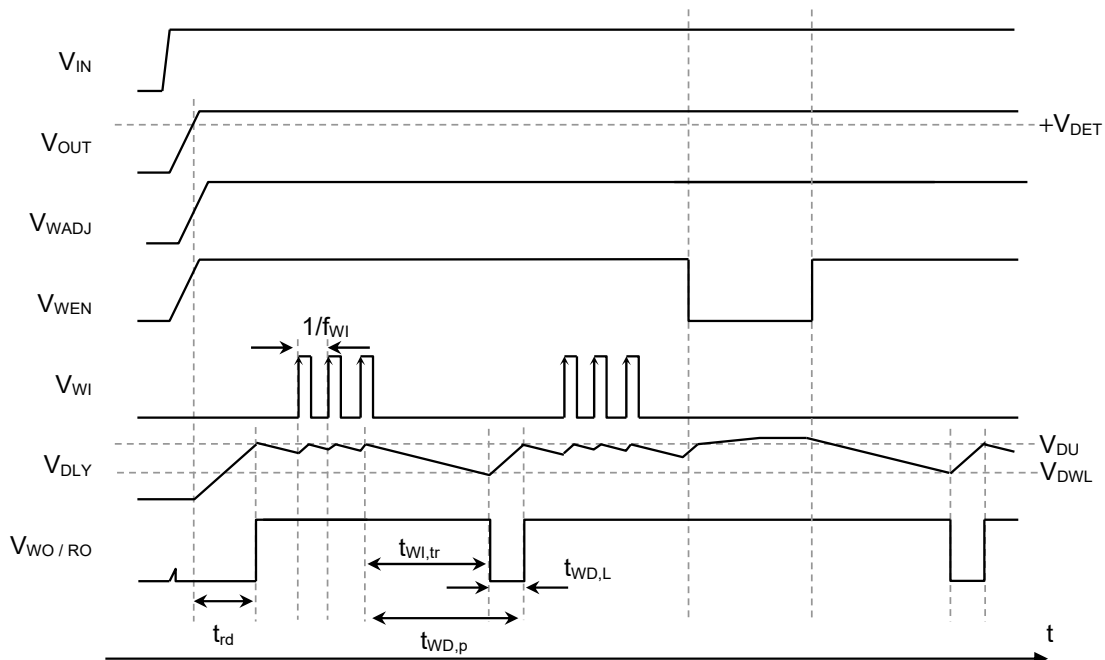 V_IN
+V_DET
V_OUT
V_WADJ
V_WEN
1/f_WI
V_WI
V_DU
V_DLY
V_DWL
V_WO / RO
t_WI,tr
t_WD,L
t_rd
t_WD,p
t